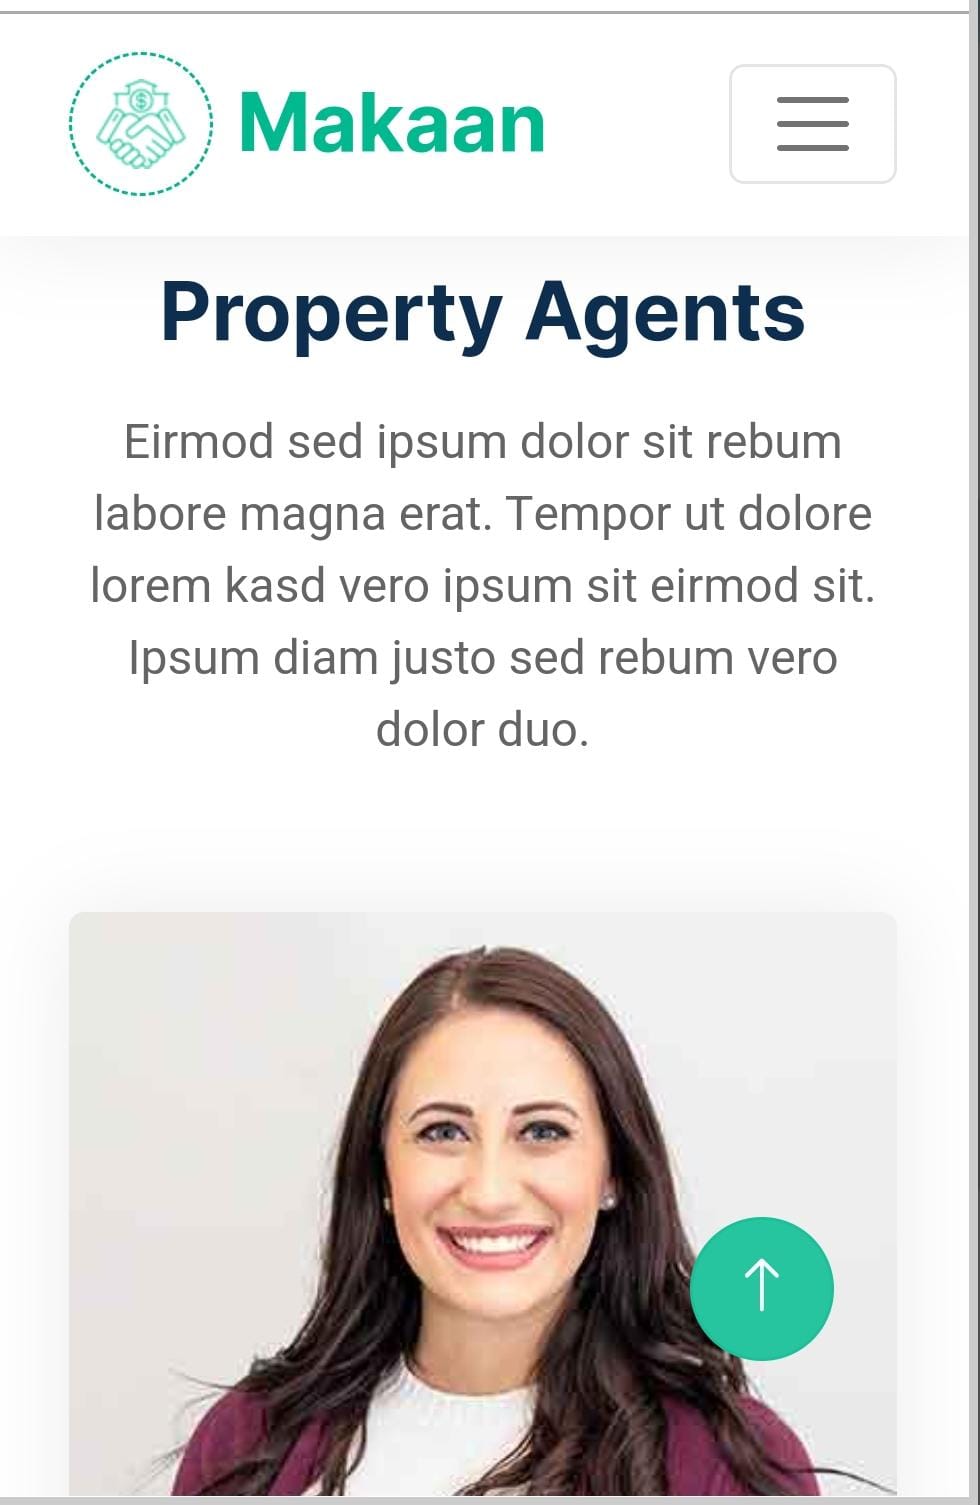 Makaan
Property Agents
Eirmod sed ipsum dolor sit rebum
labore magna erat. Tempor ut dolore
lorem kasd vero ipsum sit eirmod sit.
Ipsum diam justo sed rebum vero
dolor duo.